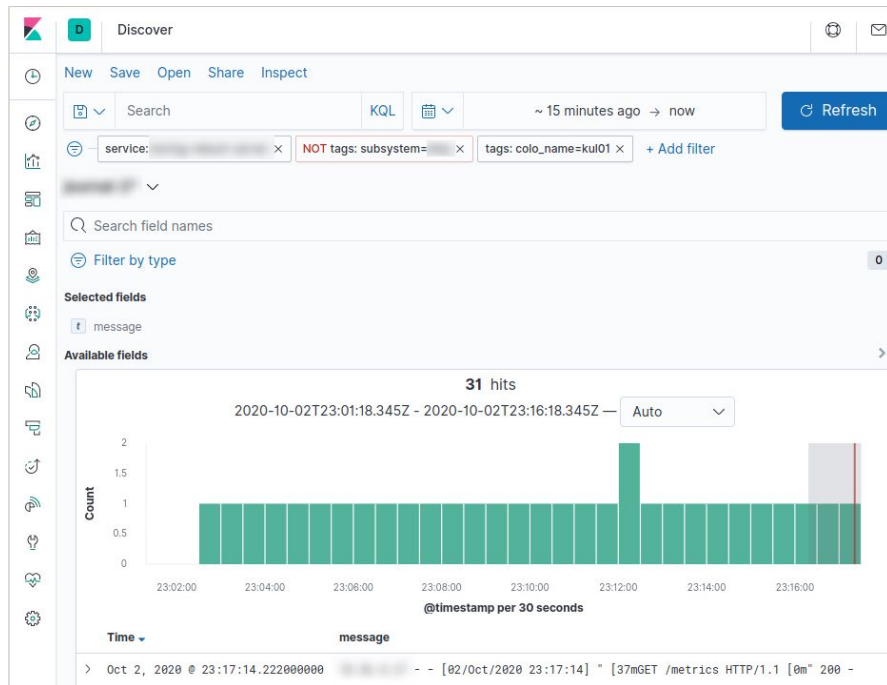 D Discover
New Save Open Share Inspect
Search KQL ~ 15 minutes ago → now Refresh
service: × NOT tags: subsystem= × tags: colo_name=kul01 × + Add filter
Search field names
Filter by type 0
Selected fields
t message
Available fields
31 hits
2020-10-02T23:01:18.345Z - 2020-10-02T23:16:18.345Z — Auto
2
1.5
1
0.5
0
Count
23:02:00 23:04:00 23:06:00 23:08:00 23:10:00 23:12:00 23:14:00 23:16:00
@timestamp per 30 seconds
Time message
> Oct 2, 2020 @ 23:17:14.222000000 - - [02/Oct/2020 23:17:14] " [37mGET /metrics HTTP/1.1 [0m" 200 -